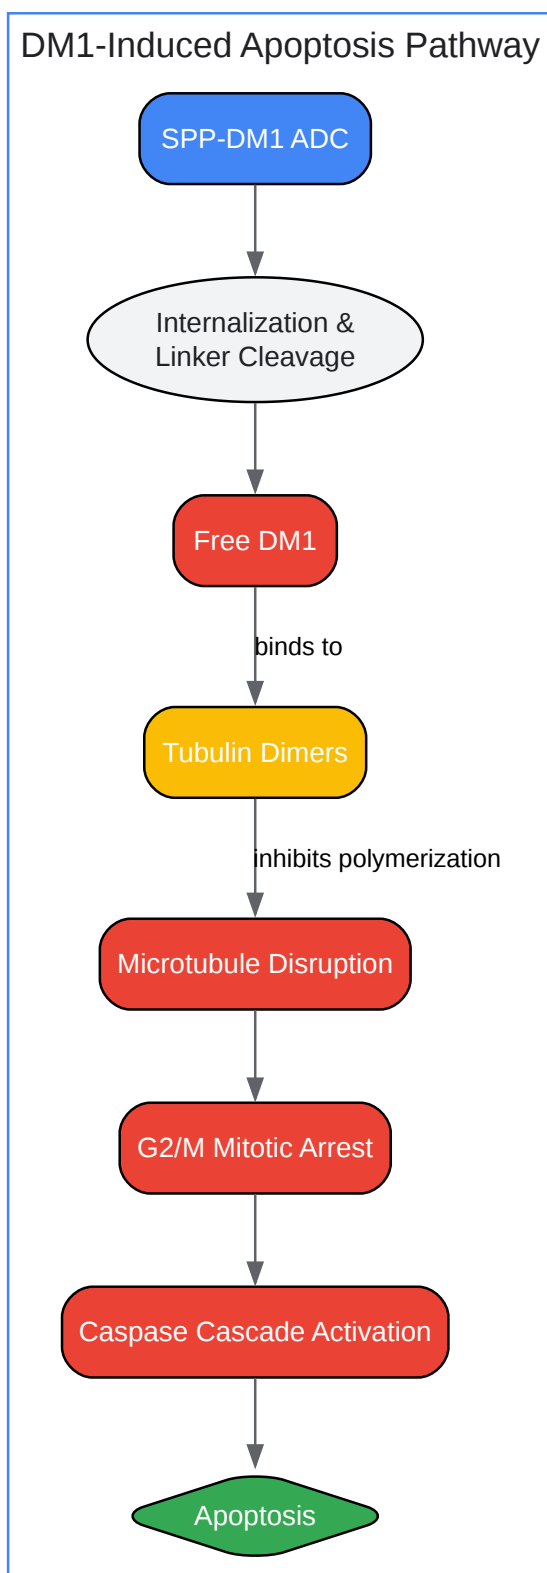 DM1-Induced Apoptosis Pathway
SPP-DM1 ADC
Internalization &
Linker Cleavage
Free DM1
binds to
Tubulin Dimers
inhibits polymerization
Microtubule Disruption
G2/M Mitotic Arrest
Caspase Cascade Activation
Apoptosis